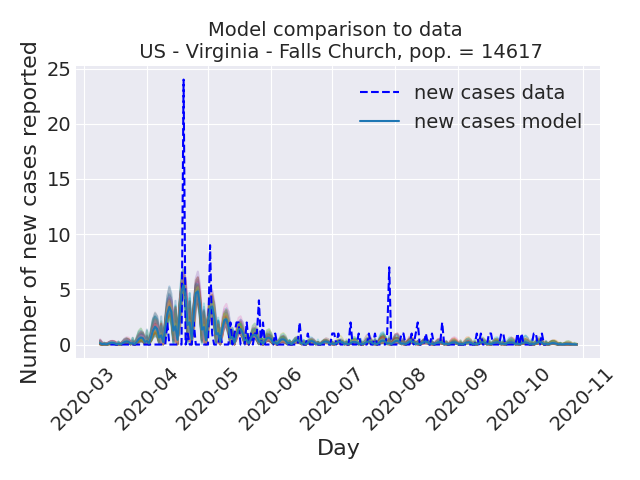 Model comparison to data
US - Virginia - Falls Church, pop. = 14617
Number of new cases reported
25
20
15
10
5
0
new cases data
new cases model
2020-03
2020-04
2020-05
2020-06
2020-07
2020-08
2020-09
2020-10
2020-11
Day